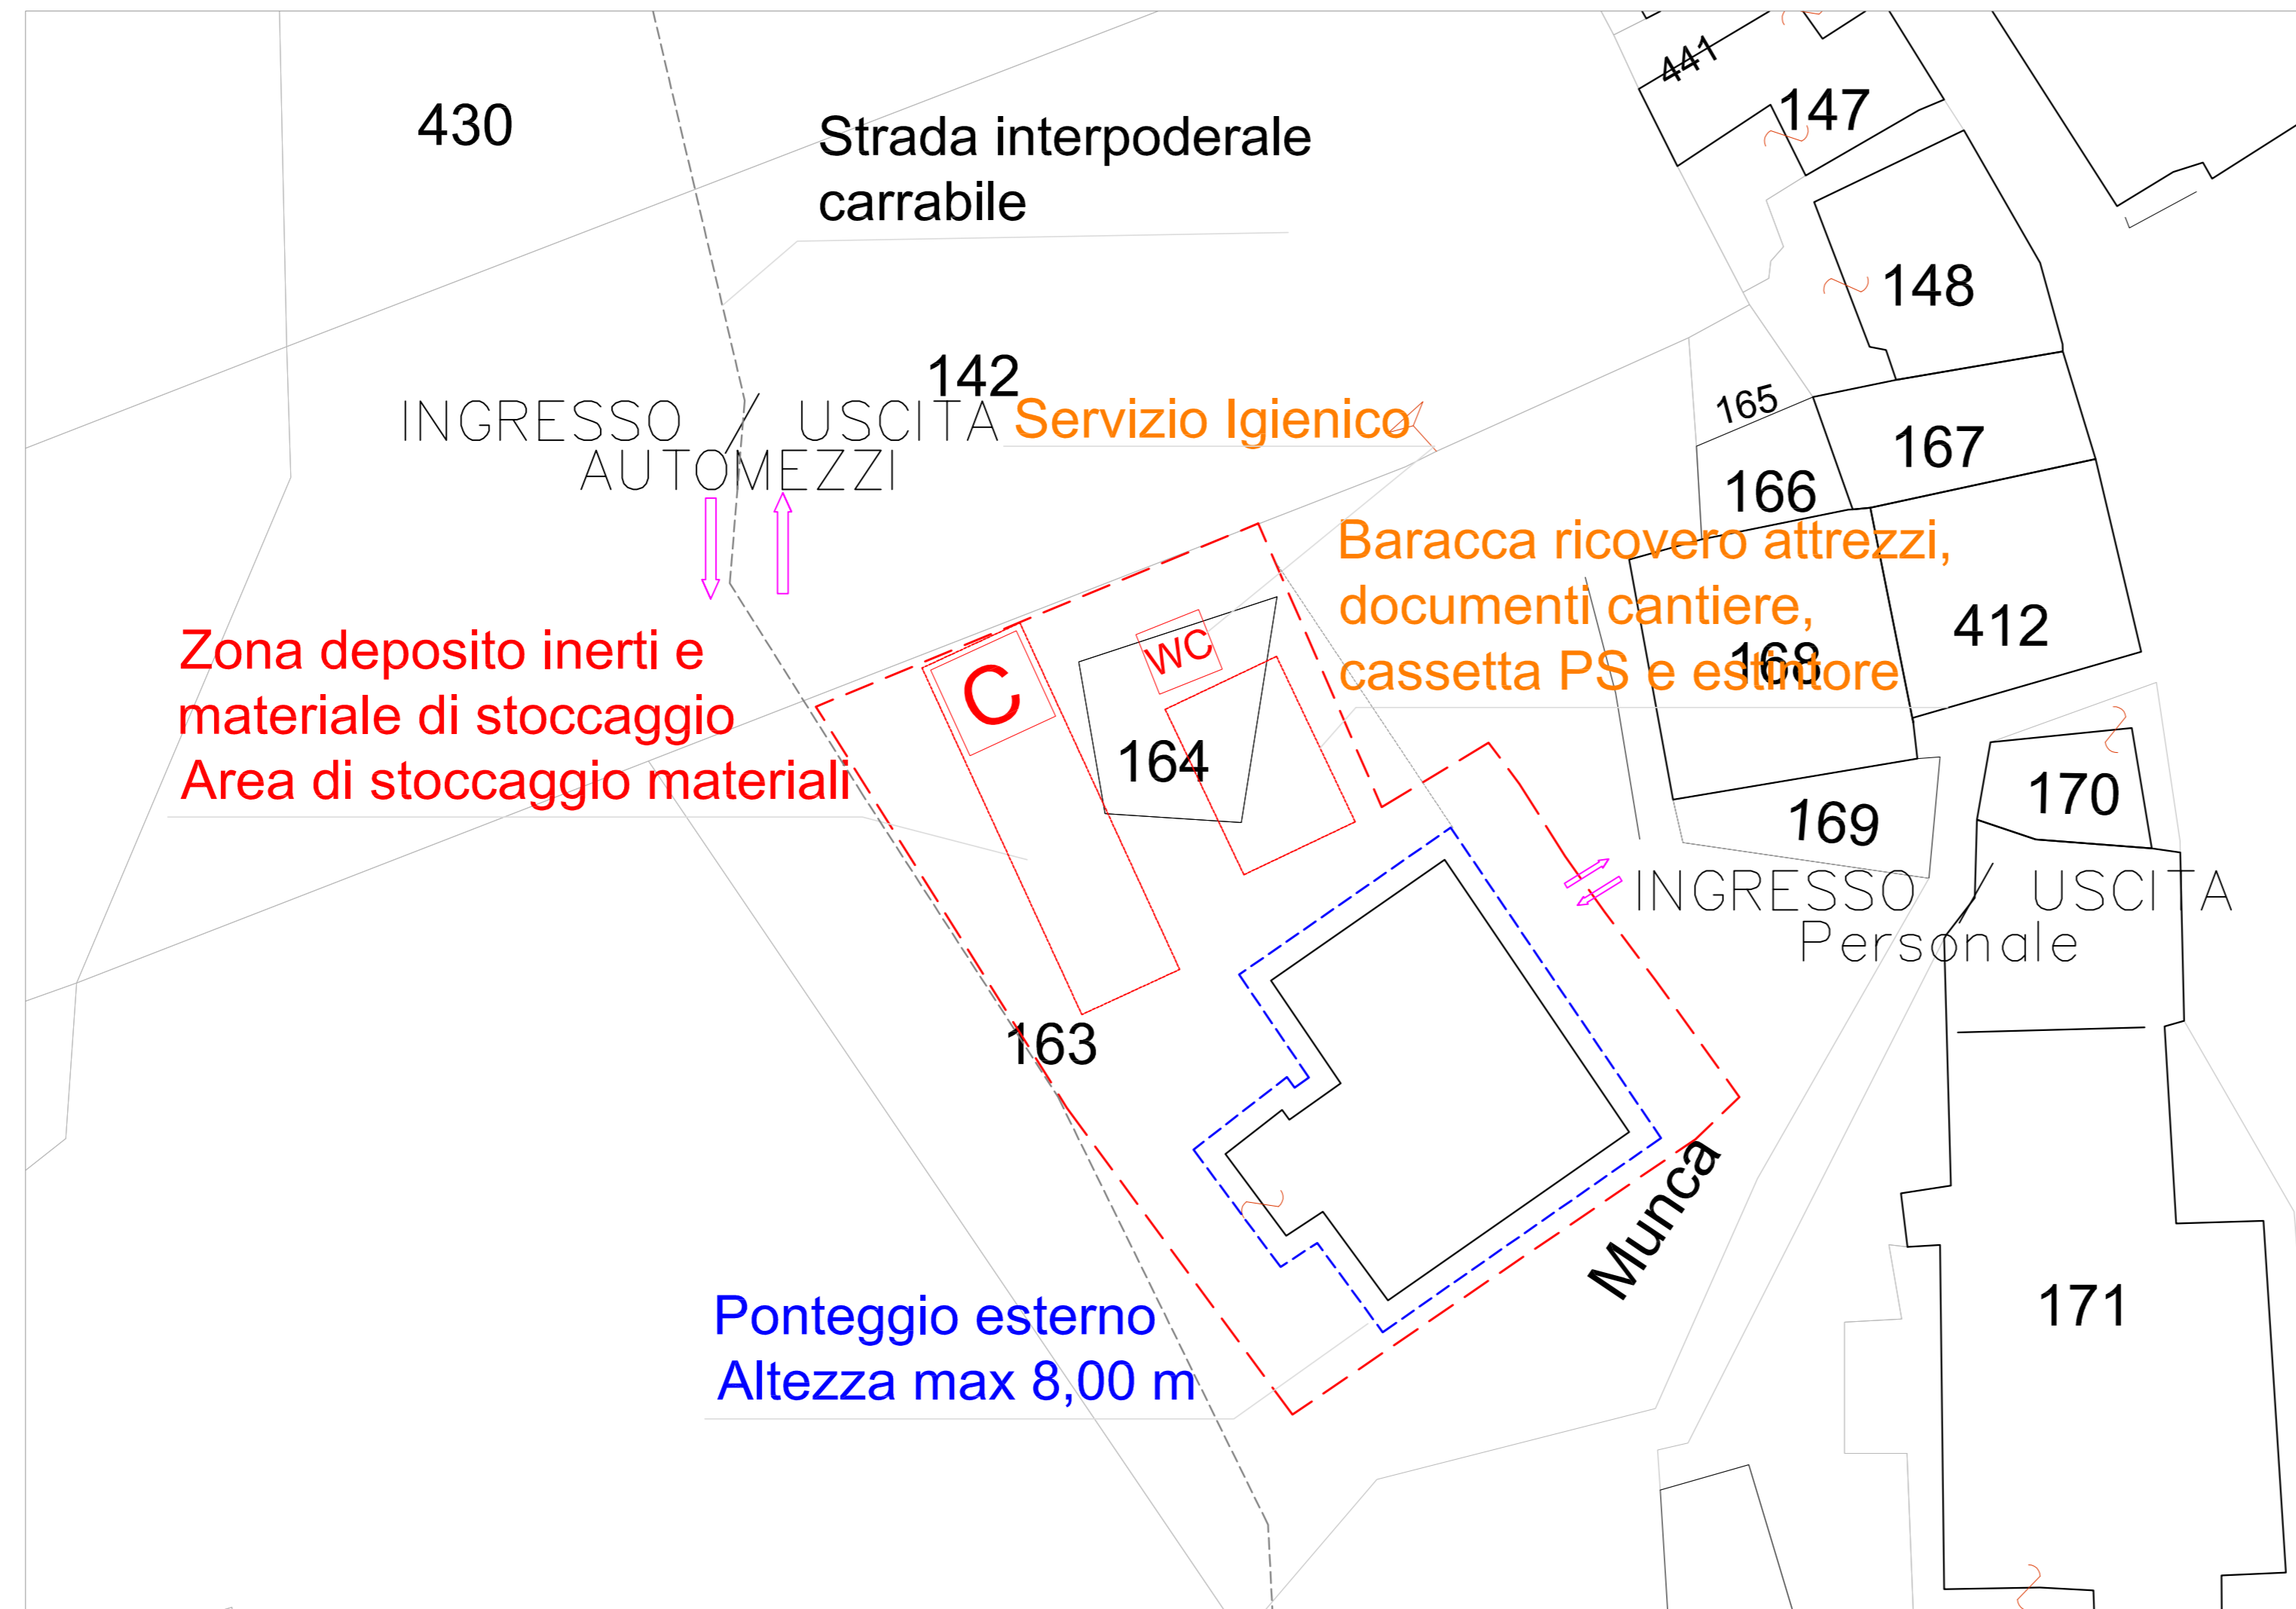 441
147
430
Strada interpoderale
carrabile
148
142
165
INGRESSO / USCITA
AUTOMEZZI
Servizio Igienico
167
166
Baracca ricovero attrezzi,
documenti cantiere,
cassetta PS e estintore
412
168
Zona deposito inerti e
materiale di stoccaggio
Area di stoccaggio materiali
C
WC
164
170
169
INGRESSO / USCITA
Personale
163
Munca
171
Ponteggio esterno
Altezza max 8,00 m